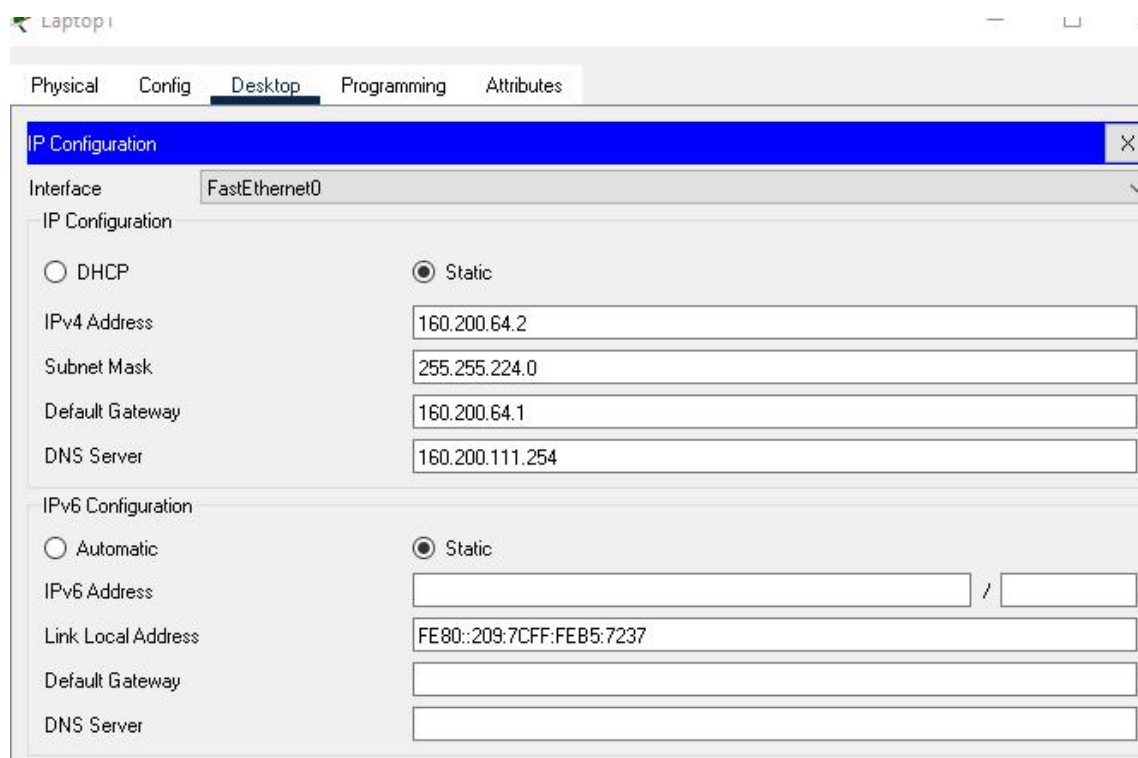 Laptop1
Physical Config Desktop Programming Attributes
IP Configuration X
Interface FastEthernet0
IP Configuration
DHCP Static
IPv4 Address 160.200.64.2
Subnet Mask 255.255.224.0
Default Gateway 160.200.64.1
DNS Server 160.200.111.254
IPv6 Configuration
Automatic Static
IPv6 Address /
Link Local Address FE80::209:7CFF:FEB5:7237
Default Gateway
DNS Server